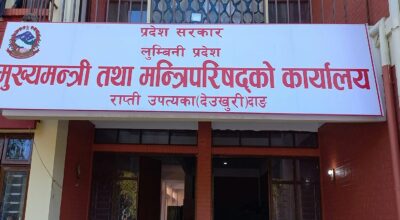 प्रदेश सरकार
लुम्बिनी प्रदेश
मुख्यमन्त्री तथा मन्त्रिपरिषद्को कार्यालय
राप्ती उपत्यका(देउखुरी)दाङ